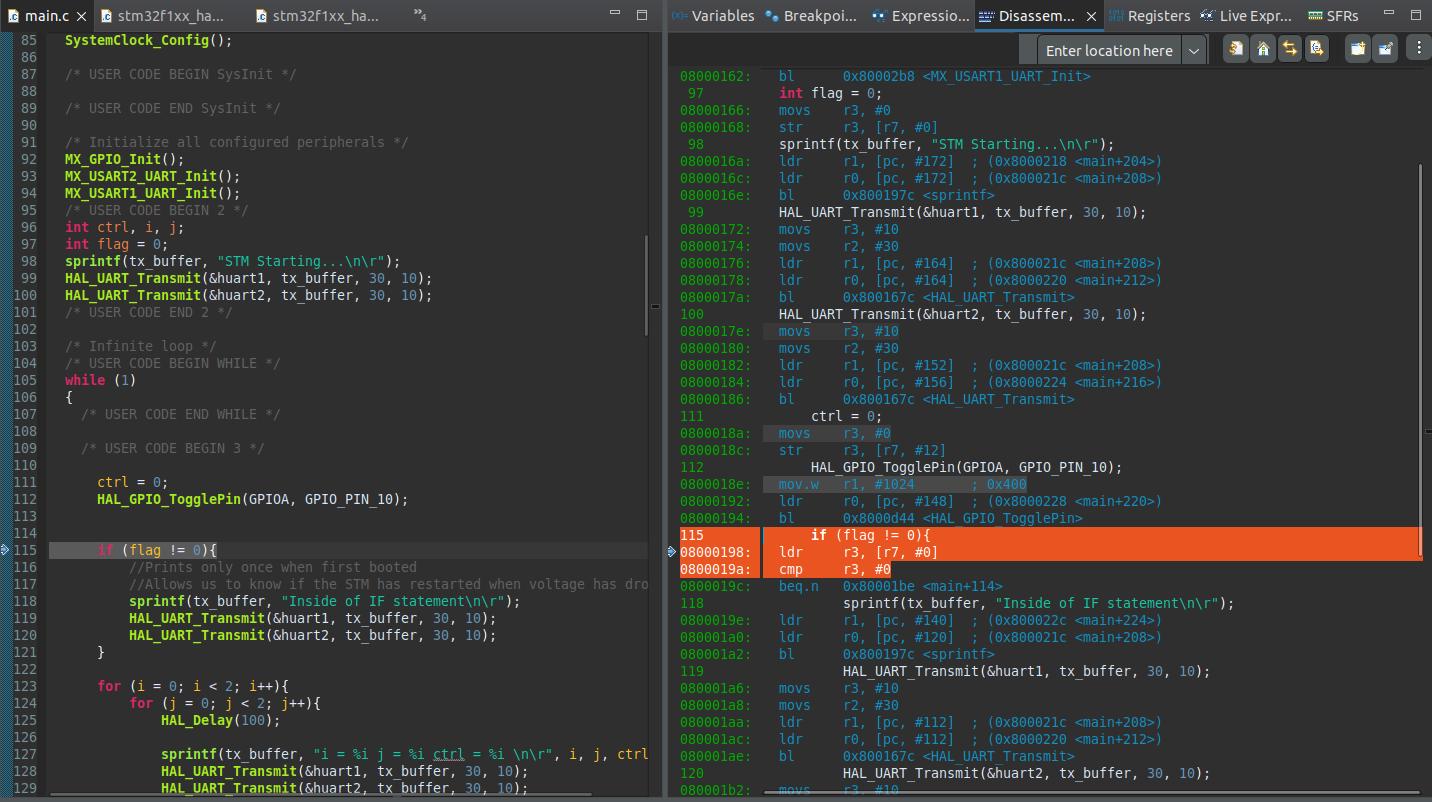 main.c
stm32f1xx_ha...
stm32f1xx_ha...
4
85 SystemClock_Config();
86
87 /* USER CODE BEGIN SysInit */
88
89 /* USER CODE END SysInit */
90
91 /* Initialize all configured peripherals */
92 MX_GPIO_Init();
93 MX_USART2_UART_Init();
94 MX_USART1_UART_Init();
95 /* USER CODE BEGIN 2 */
96 int ctrl, i, j;
97 int flag = 0;
98 sprintf(tx_buffer, "STM Starting...\n\r");
99 HAL_UART_Transmit(&huart1, tx_buffer, 30, 10);
100 HAL_UART_Transmit(&huart2, tx_buffer, 30, 10);
101 /* USER CODE END 2 */
102
103 /* Infinite loop */
104 /* USER CODE BEGIN WHILE */
105 while (1)
106 {
107 /* USER CODE END WHILE */
108
109 /* USER CODE BEGIN 3 */
110
111 ctrl = 0;
112 HAL_GPIO_TogglePin(GPIOA, GPIO_PIN_10);
113
114
115 if (flag != 0){
116 //Prints only once when first booted
117 //Allows us to know if the STM has restarted when voltage has dro
118 sprintf(tx_buffer, "Inside of IF statement\n\r");
119 HAL_UART_Transmit(&huart1, tx_buffer, 30, 10);
120 HAL_UART_Transmit(&huart2, tx_buffer, 30, 10);
121 }
122
123 for (i = 0; i < 2; i++){
124 for (j = 0; j < 2; j++){
125 HAL_Delay(100);
126
127 sprintf(tx_buffer, "i = %i j = %i ctrl = %i \n\r", i, j, ctrl
128 HAL_UART_Transmit(&huart1, tx_buffer, 30, 10);
129 HAL_UART_Transmit(&huart2, tx_buffer, 30, 10);
(x)= Variables
Breakpoi...
Expressio...
Disassem...
Registers
Live Expr...
SFRs
Enter location here
08000162: bl 0x80002b8 <MX_USART1_UART_Init>
97 int flag = 0;
08000166: movs r3, #0
08000168: str r3, [r7, #0]
98 sprintf(tx_buffer, "STM Starting...\n\r");
0800016a: ldr r1, [pc, #172] ; (0x8000218 <main+204>)
0800016c: ldr r0, [pc, #172] ; (0x800021c <main+208>)
0800016e: bl 0x800197c <sprintf>
99 HAL_UART_Transmit(&huart1, tx_buffer, 30, 10);
08000172: movs r3, #10
08000174: movs r2, #30
08000176: ldr r1, [pc, #164] ; (0x800021c <main+208>)
08000178: ldr r0, [pc, #164] ; (0x8000220 <main+212>)
0800017a: bl 0x800167c <HAL_UART_Transmit>
100 HAL_UART_Transmit(&huart2, tx_buffer, 30, 10);
0800017e: movs r3, #10
08000180: movs r2, #30
08000182: ldr r1, [pc, #152] ; (0x800021c <main+208>)
08000184: ldr r0, [pc, #156] ; (0x8000224 <main+216>)
08000186: bl 0x800167c <HAL_UART_Transmit>
111 ctrl = 0;
0800018a: movs r3, #0
0800018c: str r3, [r7, #12]
112 HAL_GPIO_TogglePin(GPIOA, GPIO_PIN_10);
0800018e: mov.w r1, #1024 ; 0x400
08000192: ldr r0, [pc, #148] ; (0x8000228 <main+220>)
08000194: bl 0x8000d44 <HAL_GPIO_TogglePin>
115 if (flag != 0){
08000198: ldr r3, [r7, #0]
0800019a: cmp r3, #0
0800019c: beq.n 0x80001be <main+114>
118 sprintf(tx_buffer, "Inside of IF statement\n\r");
0800019e: ldr r1, [pc, #140] ; (0x800022c <main+224>)
080001a0: ldr r0, [pc, #120] ; (0x800021c <main+208>)
080001a2: bl 0x800197c <sprintf>
119 HAL_UART_Transmit(&huart1, tx_buffer, 30, 10);
080001a6: movs r3, #10
080001a8: movs r2, #30
080001aa: ldr r1, [pc, #112] ; (0x800021c <main+208>)
080001ac: ldr r0, [pc, #112] ; (0x8000220 <main+212>)
080001ae: bl 0x800167c <HAL_UART_Transmit>
120 HAL_UART_Transmit(&huart2, tx_buffer, 30, 10);
080001b2: movs r3, #10